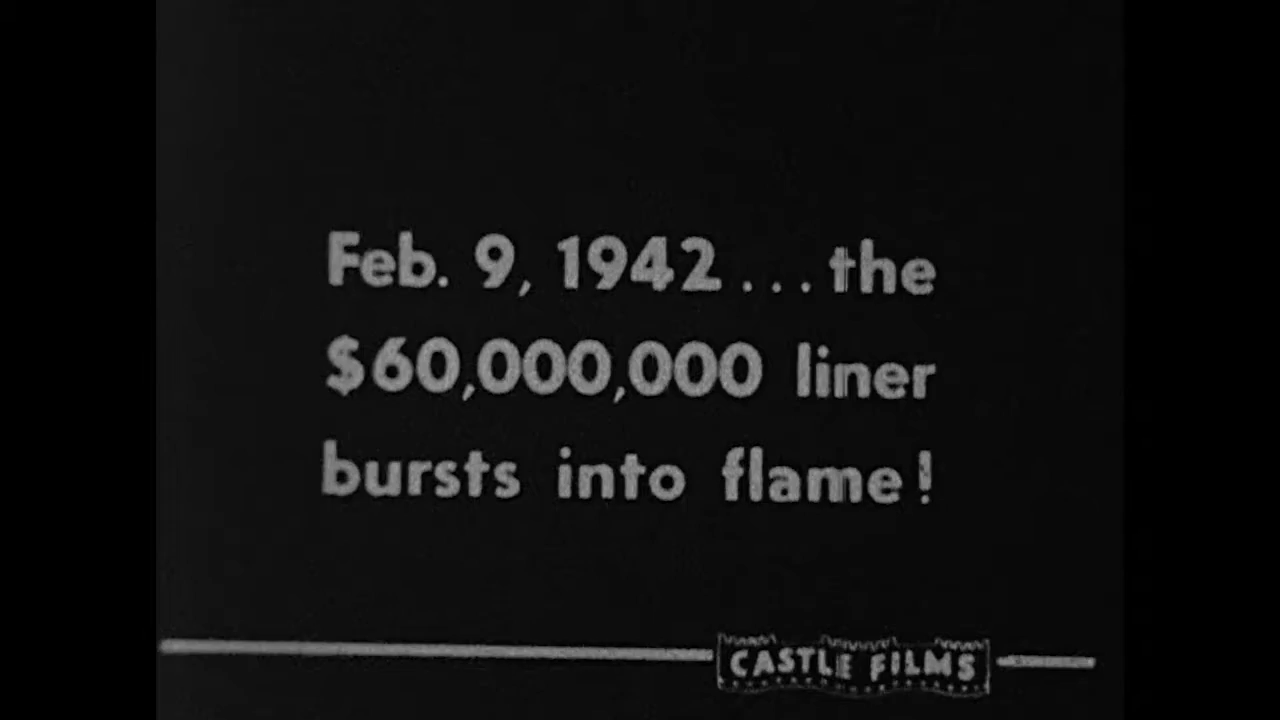 Feb. 9, 1942... the
$60,000,000 liner
bursts into flame!
CASTLE FILMS